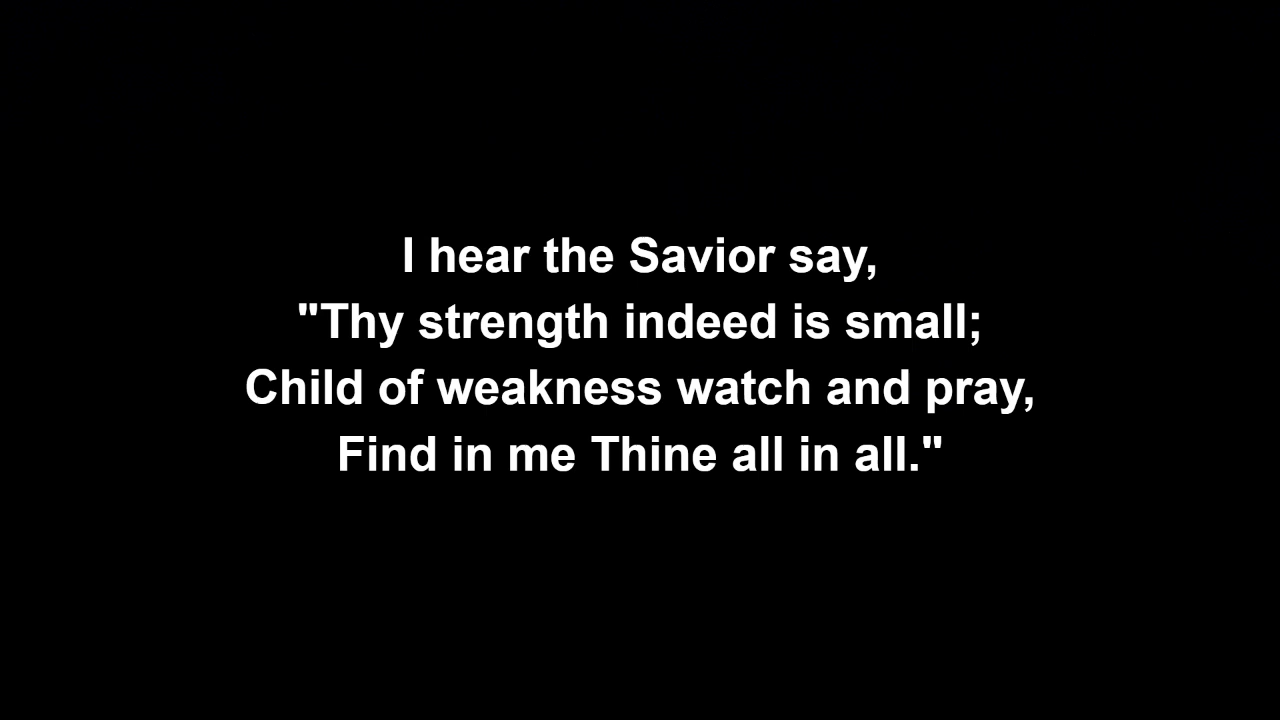 I hear the Savior say,
"Thy strength indeed is small;
Child of weakness watch and pray,
Find in me Thine all in all."